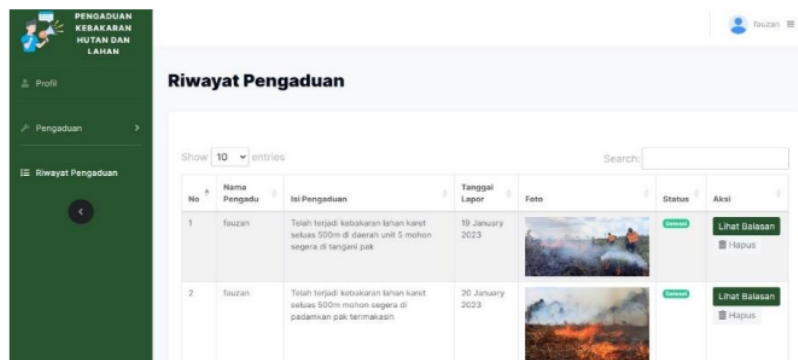 PENGADUAN
KEBAKARAN
HUTAN DAN
LAHAN
fauzan
Profil
Riwayat Pengaduan
Pengaduan
Show 10 entries
Search:
Riwayat Pengaduan
No
Nama
Pengadu
Isi Pengaduan
Tanggal
Lapor
Foto
Status
Aksi
1
fauzan
Telah terjadi kebakaran lahan karet
seluas 500m di daerah unit 5 mohon
segera di tangani pak
19 January
2023
Selesai
Lihat Balasan
Hapus
2
fauzan
Telah terjadi kebakaran lahan karet
seluas 500m mohon segera di
padamkan pak terimakasih
20 January
2023
Selesai
Lihat Balasan
Hapus